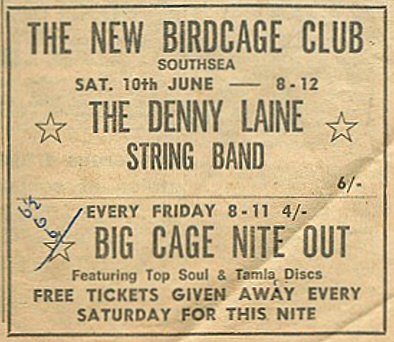 THE NEW BIRDCAGE CLUB
SOUTHSEA
SAT. 10th JUNE — 8-12
THE DENNY LAINE
STRING BAND
6/-
EVERY FRIDAY 8-11 4/-
BIG CAGE NITE OUT
Featuring Top Soul & Tamla Discs
FREE TICKETS GIVEN AWAY EVERY
SATURDAY FOR THIS NITE